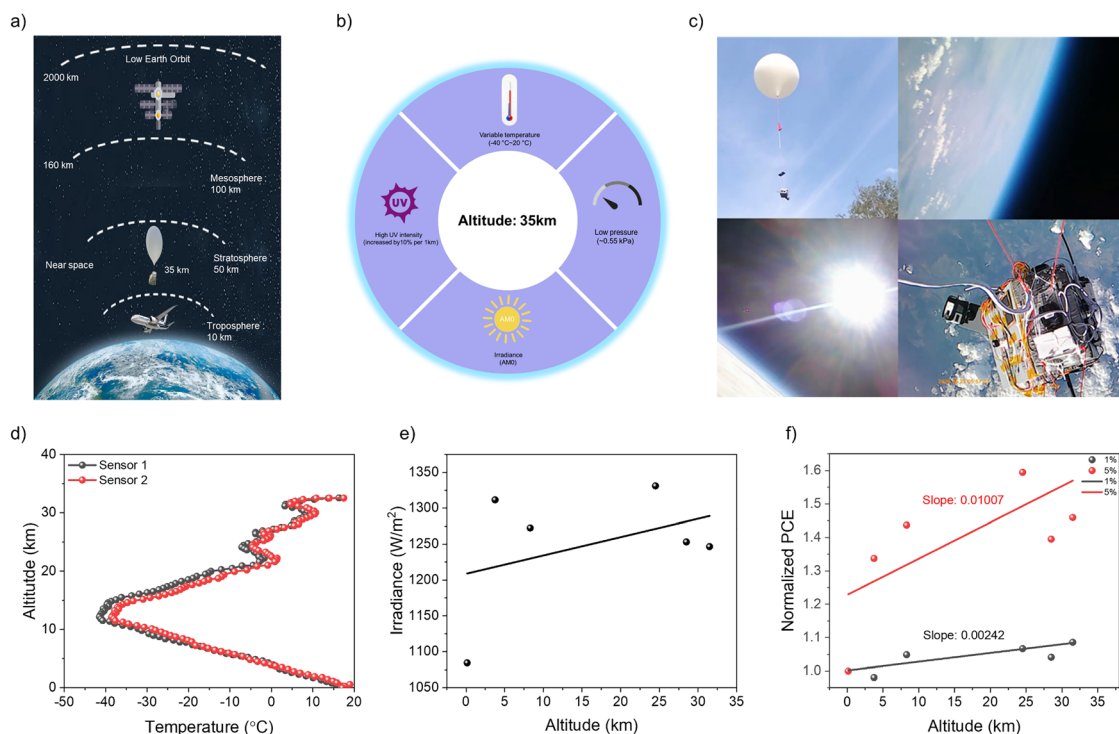 a)
Low Earth Orbit
2000 km
160 km
Mesosphere :
100 km
Near space
35 km
Stratosphere :
50 km
Troposphere :
10 km
b)
Variable temperature
(-40 °C~20 °C)
UV
High UV intensity
(increased by10% per 1km)
Altitude: 35km
Low pressure
(~0.55 kPa)
AM0
Irradiance
(AM0)
c)
d)
Sensor 1
Sensor 2
40
30
20
10
0
Altitutde (km)
-50 -40 -30 -20 -10 0 10 20
Temperature (°C)
e)
1350
1300
1250
1200
1150
1100
1050
Irradiance (W/m²)
0 5 10 15 20 25 30 35
Altitude (km)
f)
1%
5%
1%
5%
1.6
1.5
1.4
1.3
1.2
1.1
1.0
Normalized PCE
Slope: 0.01007
Slope: 0.00242
0 5 10 15 20 25 30 35
Altitude (km)